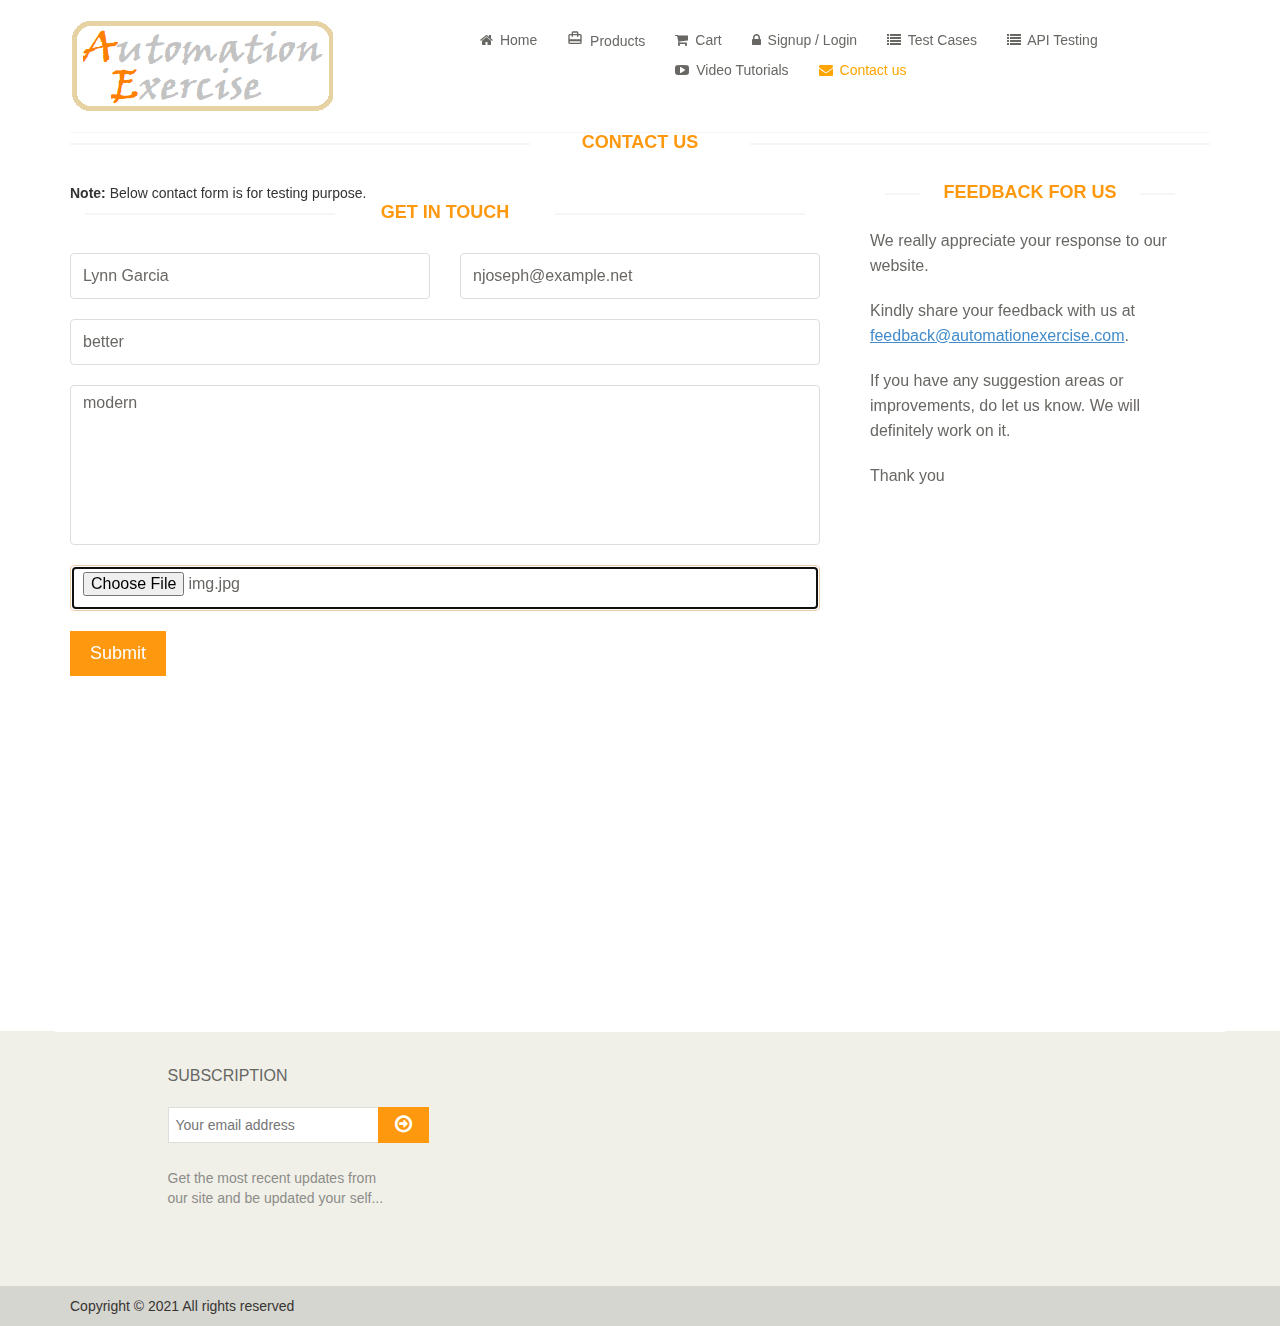 Automation
Exercise
Home
Products
Cart
Signup / Login
Test Cases
API Testing
Video Tutorials
Contact us
CONTACT US
Note: Below contact form is for testing purpose.
GET IN TOUCH
Lynn Garcia
njoseph@example.net
better
modern
Choose File img.jpg
Submit
FEEDBACK FOR US
We really appreciate your response to our
website.
Kindly share your feedback with us at
feedback@automationexercise.com.
If you have any suggestion areas or
improvements, do let us know. We will
definitely work on it.
Thank you
SUBSCRIPTION
Your email address
Get the most recent updates from
our site and be updated your self...
Copyright © 2021 All rights reserved